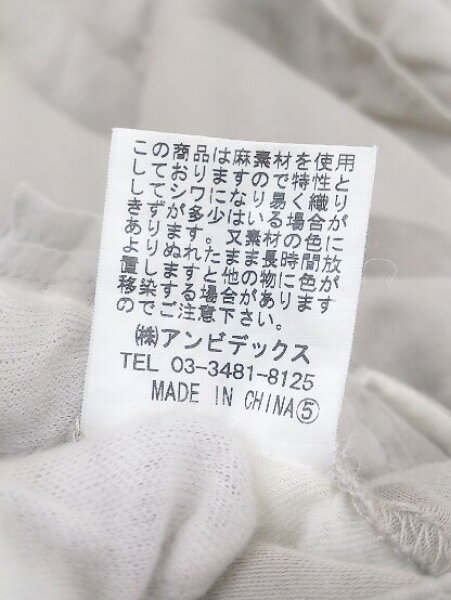 この商品は麻素材を使用
しておりますので特性と
してシワになり易く織り
きずが多少はいる場合が
あります。又素材の色に
よりぬれたまま長時間放
置しますと他の物に色が
移染する場合があります
のでご注意下さい。
㈱アンビデックス
TEL 03-3481-8125
MADE IN CHINA⑤